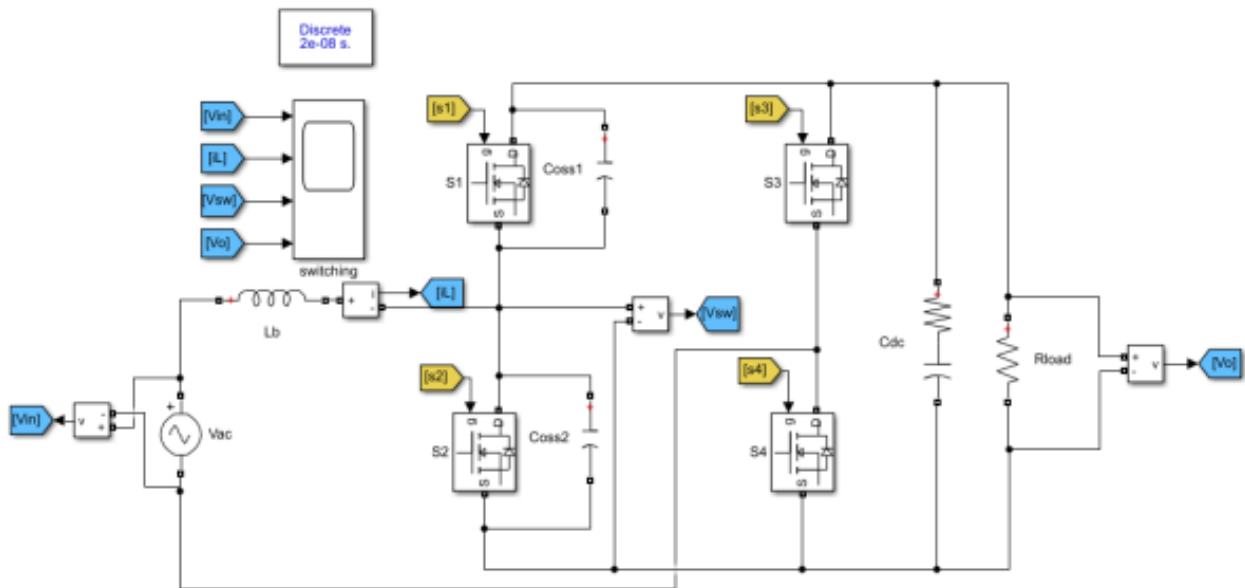 Discrete
2e-08 s.
[Vin]
[iL]
[Vsw]
[Vo]
switching
[s1]
g
D
S
S1
Coss1
[s3]
g
D
S
S3
+
Lb
+
i
-
[iL]
+
-
v
[Vsw]
[s2]
g
D
S
S2
Coss2
[s4]
g
D
S
S4
Cdc
Rload
+
-
v
[Vo]
[Vin]
v
-
+
+
Vac